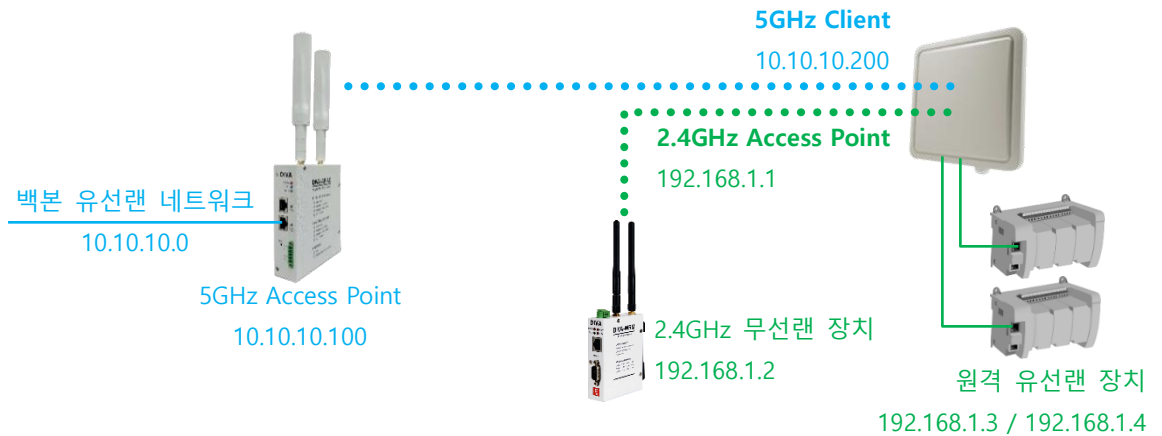 5GHz Client
10.10.10.200
2.4GHz Access Point
192.168.1.1
백본 유선랜 네트워크
10.10.10.0
5GHz Access Point
10.10.10.100
2.4GHz 무선랜 장치
192.168.1.2
원격 유선랜 장치
192.168.1.3 / 192.168.1.4